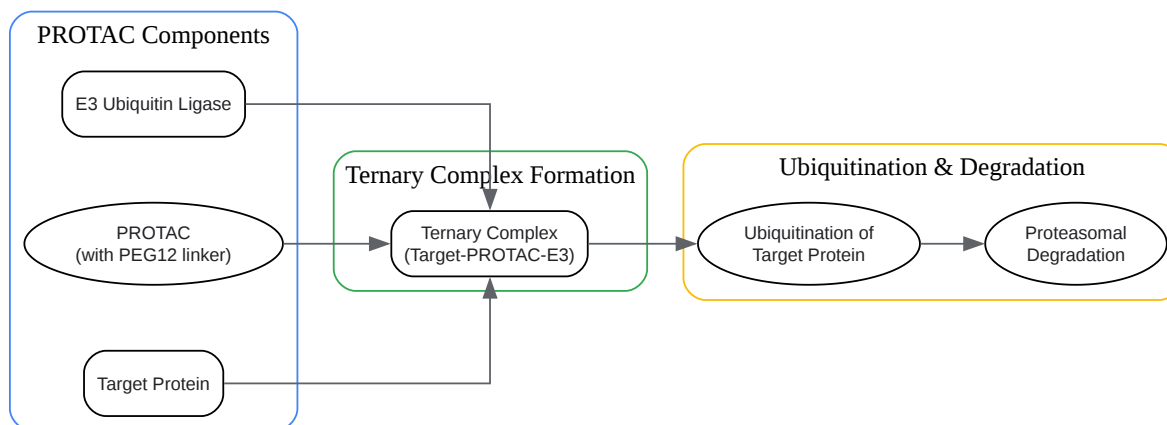 PROTAC Components
E3 Ubiquitin Ligase
PROTAC
(with PEG12 linker)
Target Protein
Ternary Complex Formation
Ternary Complex
(Target-PROTAC-E3)
Ubiquitination & Degradation
Ubiquitination of
Target Protein
Proteasomal
Degradation